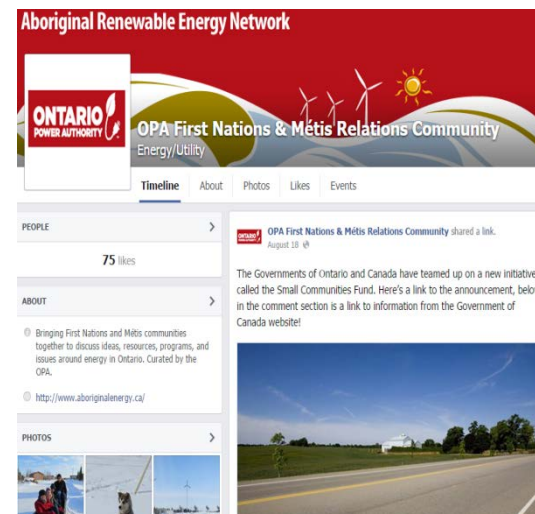 Aboriginal Renewable Energy Network
ONTARIO
POWER AUTHORITY
OPA First Nations & Métis Relations Community
Energy/Utility
Timeline About Photos Likes Events
PEOPLE
75 likes
ABOUT
Bringing First Nations and Métis communities
together to discuss ideas, resources, programs, and
issues around energy in Ontario. Curated by the
OPA.
http://www.aboriginalenergy.ca/
PHOTOS
ONTARIO
OPA First Nations & Métis Relations Community shared a link.
August 18
The Governments of Ontario and Canada have teamed up on a new initiative
called the Small Communities Fund. Here's a link to the announcement, belo
in the comment section is a link to information from the Government of
Canada website!